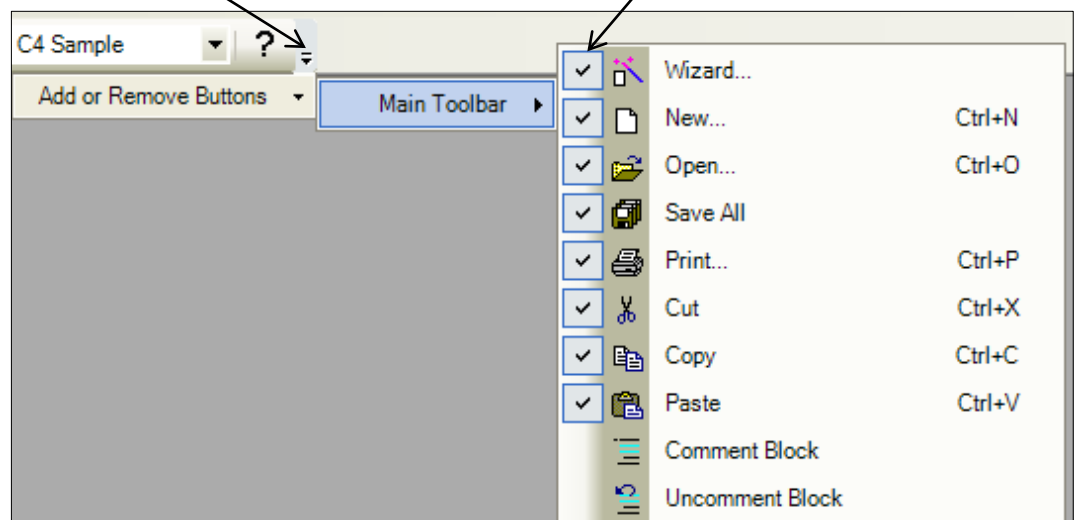 C4 Sample ?
Add or Remove Buttons
Main Toolbar
Wizard...
New... Ctrl+N
Open... Ctrl+O
Save All
Print... Ctrl+P
Cut Ctrl+X
Copy Ctrl+C
Paste Ctrl+V
Comment Block
Uncomment Block